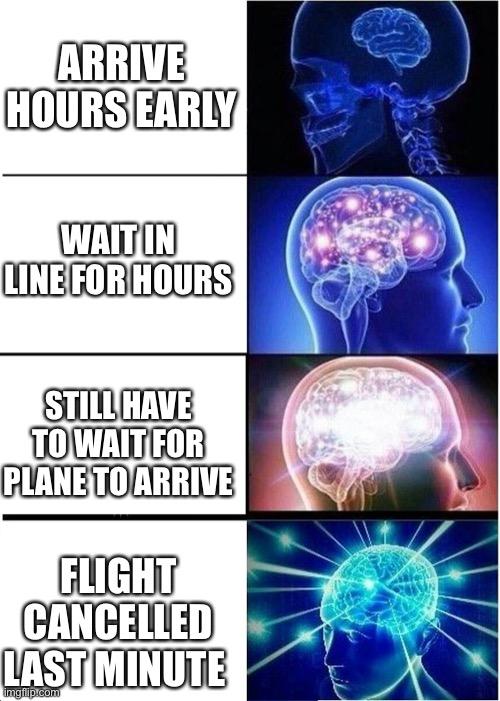 ARRIVE
HOURS EARLY
WAIT IN
LINE FOR HOURS
STILL HAVE
TO WAIT FOR
PLANE TO ARRIVE
FLIGHT
CANCELLED
LAST MINUTE
imgflip.com